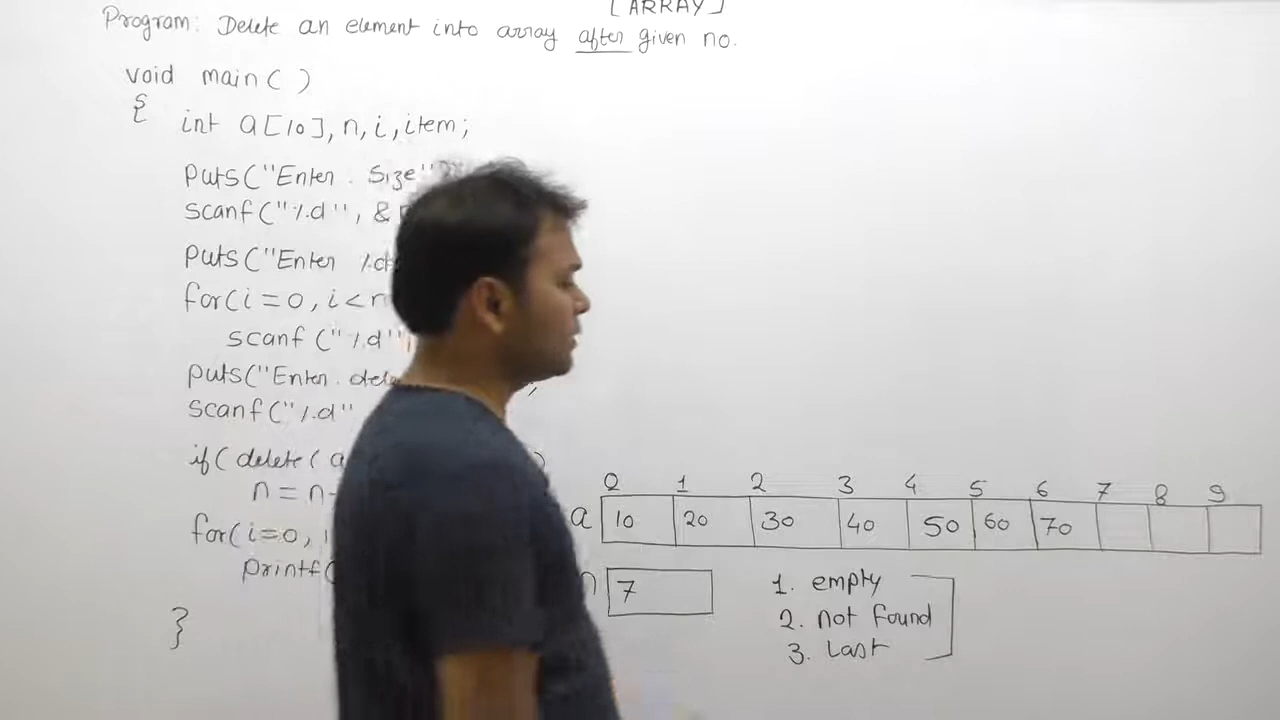 [ARRAY]
Program: Delete an element into array after given no.
void main( )
{
int a[10], n, i, item;
puts("Enter . Size"
scanf("%d", &
puts("Enter %d
for(i=0, i<n
scanf("%d"
puts("Enter . dele
scanf("%d"
if( delete( a )
n = n-
for(i=0, i
printf(
}
0 1 2 3 4 5 6 7 8 9
a 10 20 30 40 50 60 70
n 7
1. empty
2. not found
3. Last